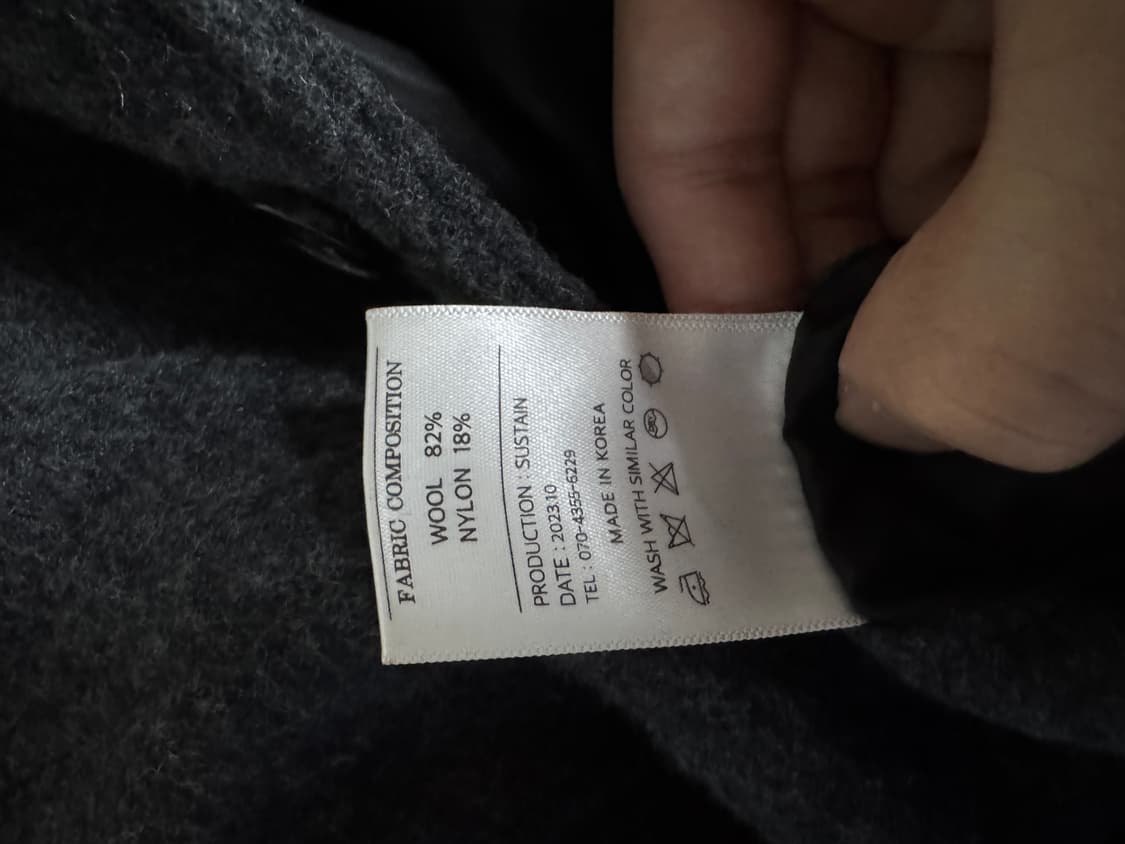 FABRIC COMPOSITION
WOOL 82%
NYLON 18%
PRODUCTION : SUSTAIN
DATE : 2023.10
TEL : 070-4355-6229
MADE IN KOREA
WASH WITH SIMILAR COLOR